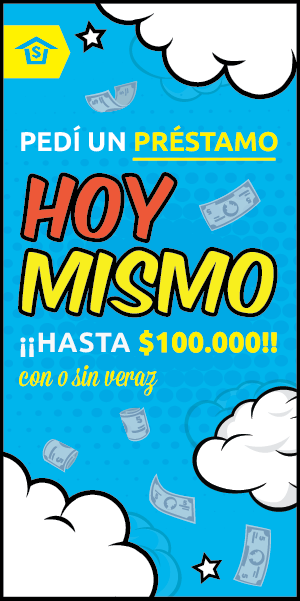 PEDÍ UN PRÉSTAMO
HOY
MISMO
¡¡HASTA $100.000!!
con o sin veraz